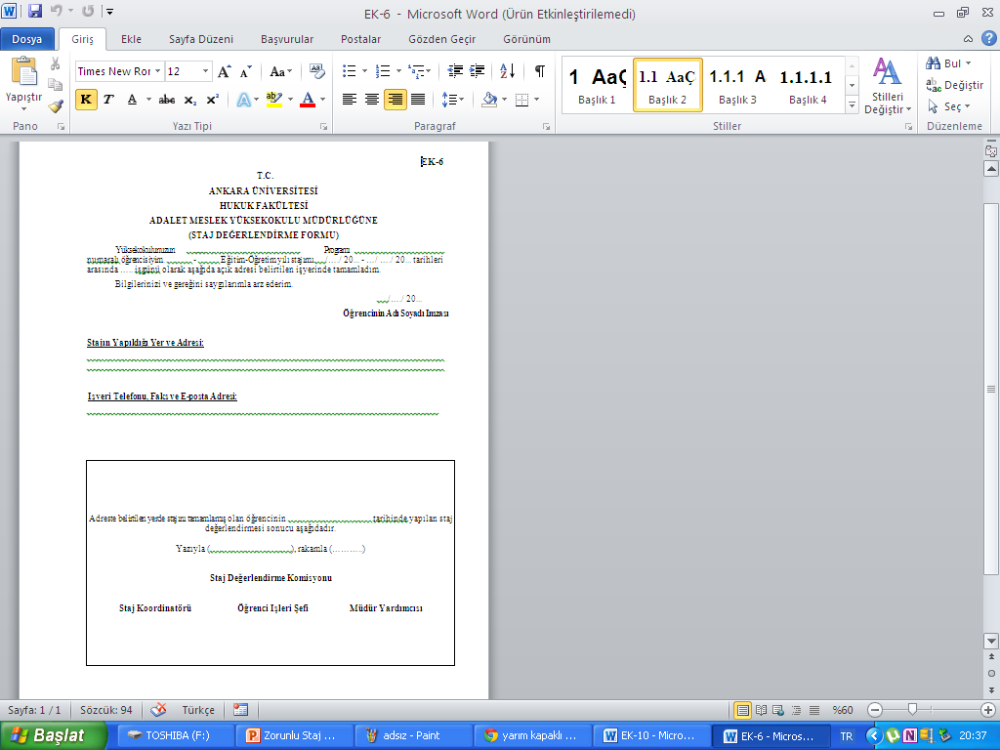 EK-6 - Microsoft Word (Ürün Etkinleştirilemedi)
Dosya Giriş Ekle Sayfa Düzeni Başvurular Postalar Gözden Geçir Görünüm
Yapıştır
Times New Ror 12
Aa
K T A abc x₂ x² A ab A
1 AaÇ 1.1 AaÇ 1.1.1 A 1.1.1.1
Başlık 1 Başlık 2 Başlık 3 Başlık 4
Stilleri Değiştir
Bul
Değiştir
Seç
Pano Yazı Tipi Paragraf Stiller Düzenleme
EK-6
T.C.
ANKARA ÜNİVERSİTESİ
HUKUK FAKÜLTESİ
ADALET MESLEK YÜKSEKOKULU MÜDÜRLÜĞÜNE
(STAJ DEĞERLENDİRME FORMU)
Yüksekokulumuzun Programı
numaralı öğrencisiyim. - Eğitim-Öğretim yılı stajımı …/…./ 20... - …/ …./ 20... tarihleri
arasında …. işgünü olarak aşağıda açık adresi belirtilen işyerinde tamamladım.
Bilgilerinizi ve gereğini saygılarımla arz ederim.
…./…./ 20...
Öğrencinin Adı Soyadı İmzası
Stajın Yapıldığı Yer ve Adresi:
İşyeri Telefonu, Faks ve E-posta Adresi:
Adreste belirtilen yerde stajını tamamlamış olan öğrencinin tarihinde yapılan staj
değerlendirmesi sonucu aşağıdadır.
Yazıyla ( ), rakamla (……….)
Staj Değerlendirme Komisyonu
Staj Koordinatörü Öğrenci İşleri Şefi Müdür Yardımcısı
Sayfa: 1 / 1 Sözcük: 94 Türkçe %60
Başlat TOSHIBA (F:) Zorunlu Staj ... adsız - Paint yarım kapaklı ... EK-10 - Micro... EK-6 - Micros... TR 20:37